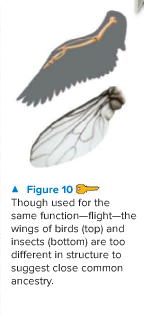 ▲ Figure 10
Though used for the
same function—flight—the
wings of birds (top) and
insects (bottom) are too
different in structure to
suggest close common
ancestry.